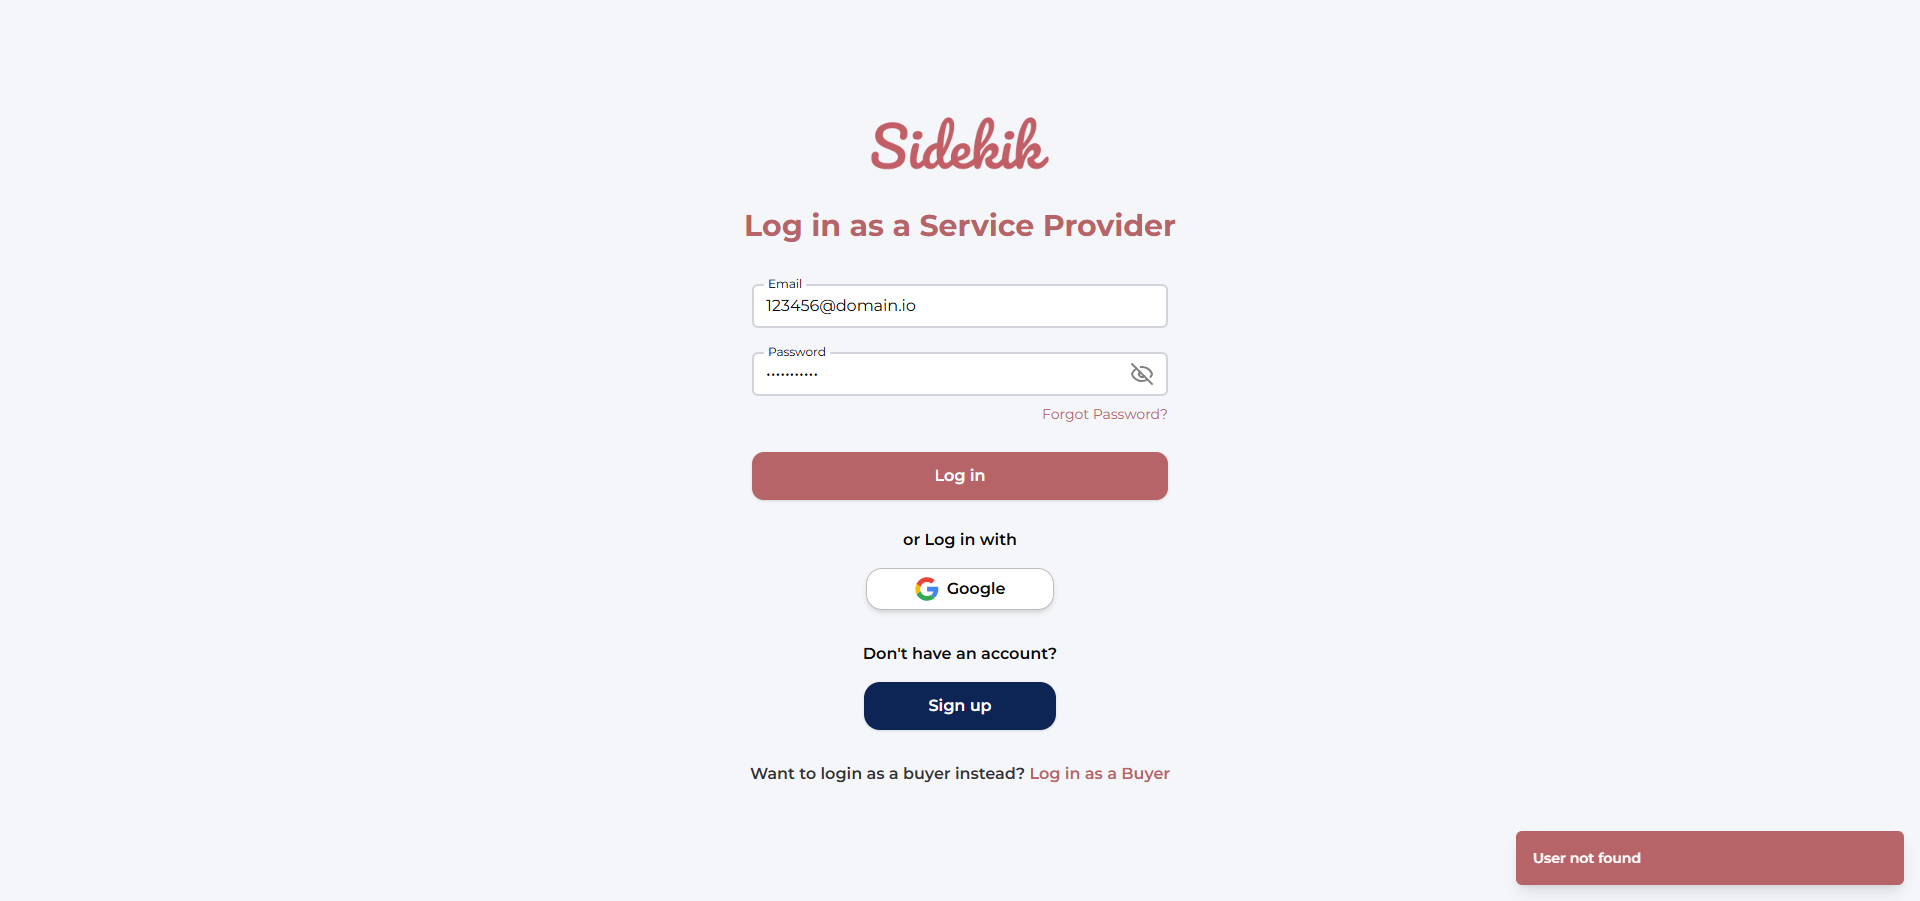 Sidekik
Log in as a Service Provider
Email
123456@domain.io
Password
•••••••••••
Forgot Password?
Log in
or Log in with
Google
Don't have an account?
Sign up
Want to login as a buyer instead? Log in as a Buyer
User not found